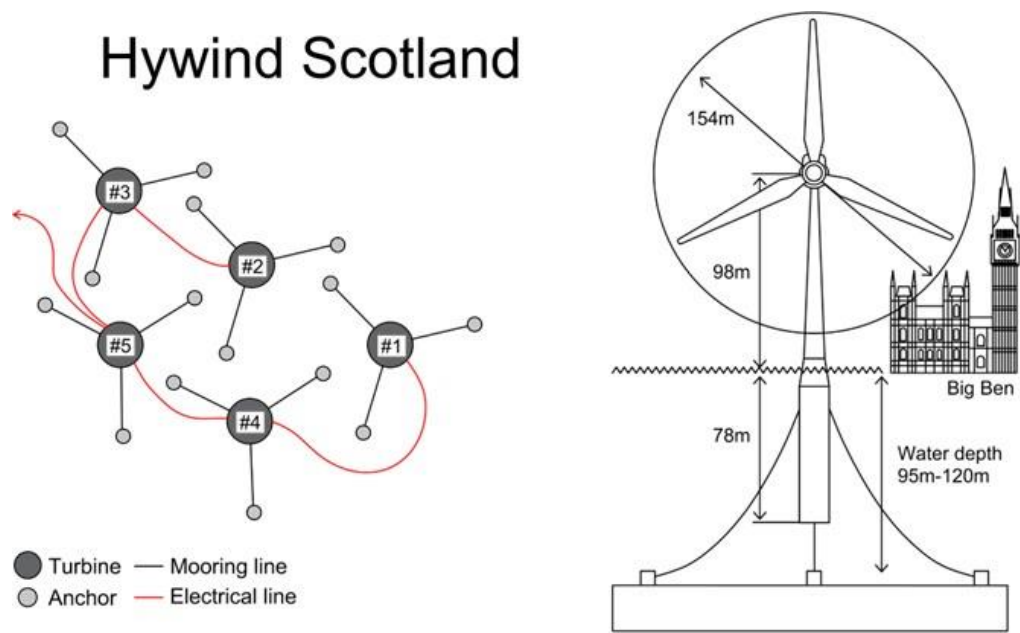 Hywind Scotland
#3
#2
#5
#1
#4
Turbine
Mooring line
Anchor
Electrical line
154m
98m
Big Ben
78m
Water depth
95m-120m